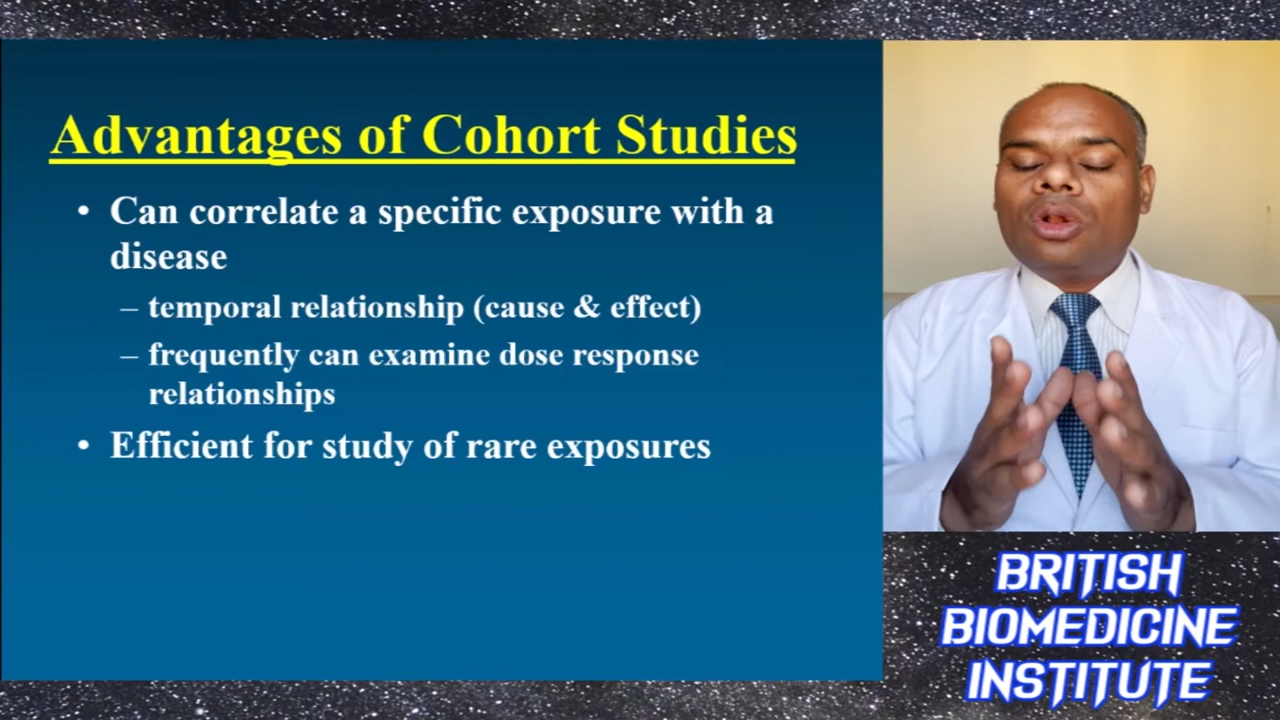 Advantages of Cohort Studies
• Can correlate a specific exposure with a
disease
– temporal relationship (cause & effect)
– frequently can examine dose response
relationships
• Efficient for study of rare exposures
BRITISH
BIOMEDICINE
INSTITUTE